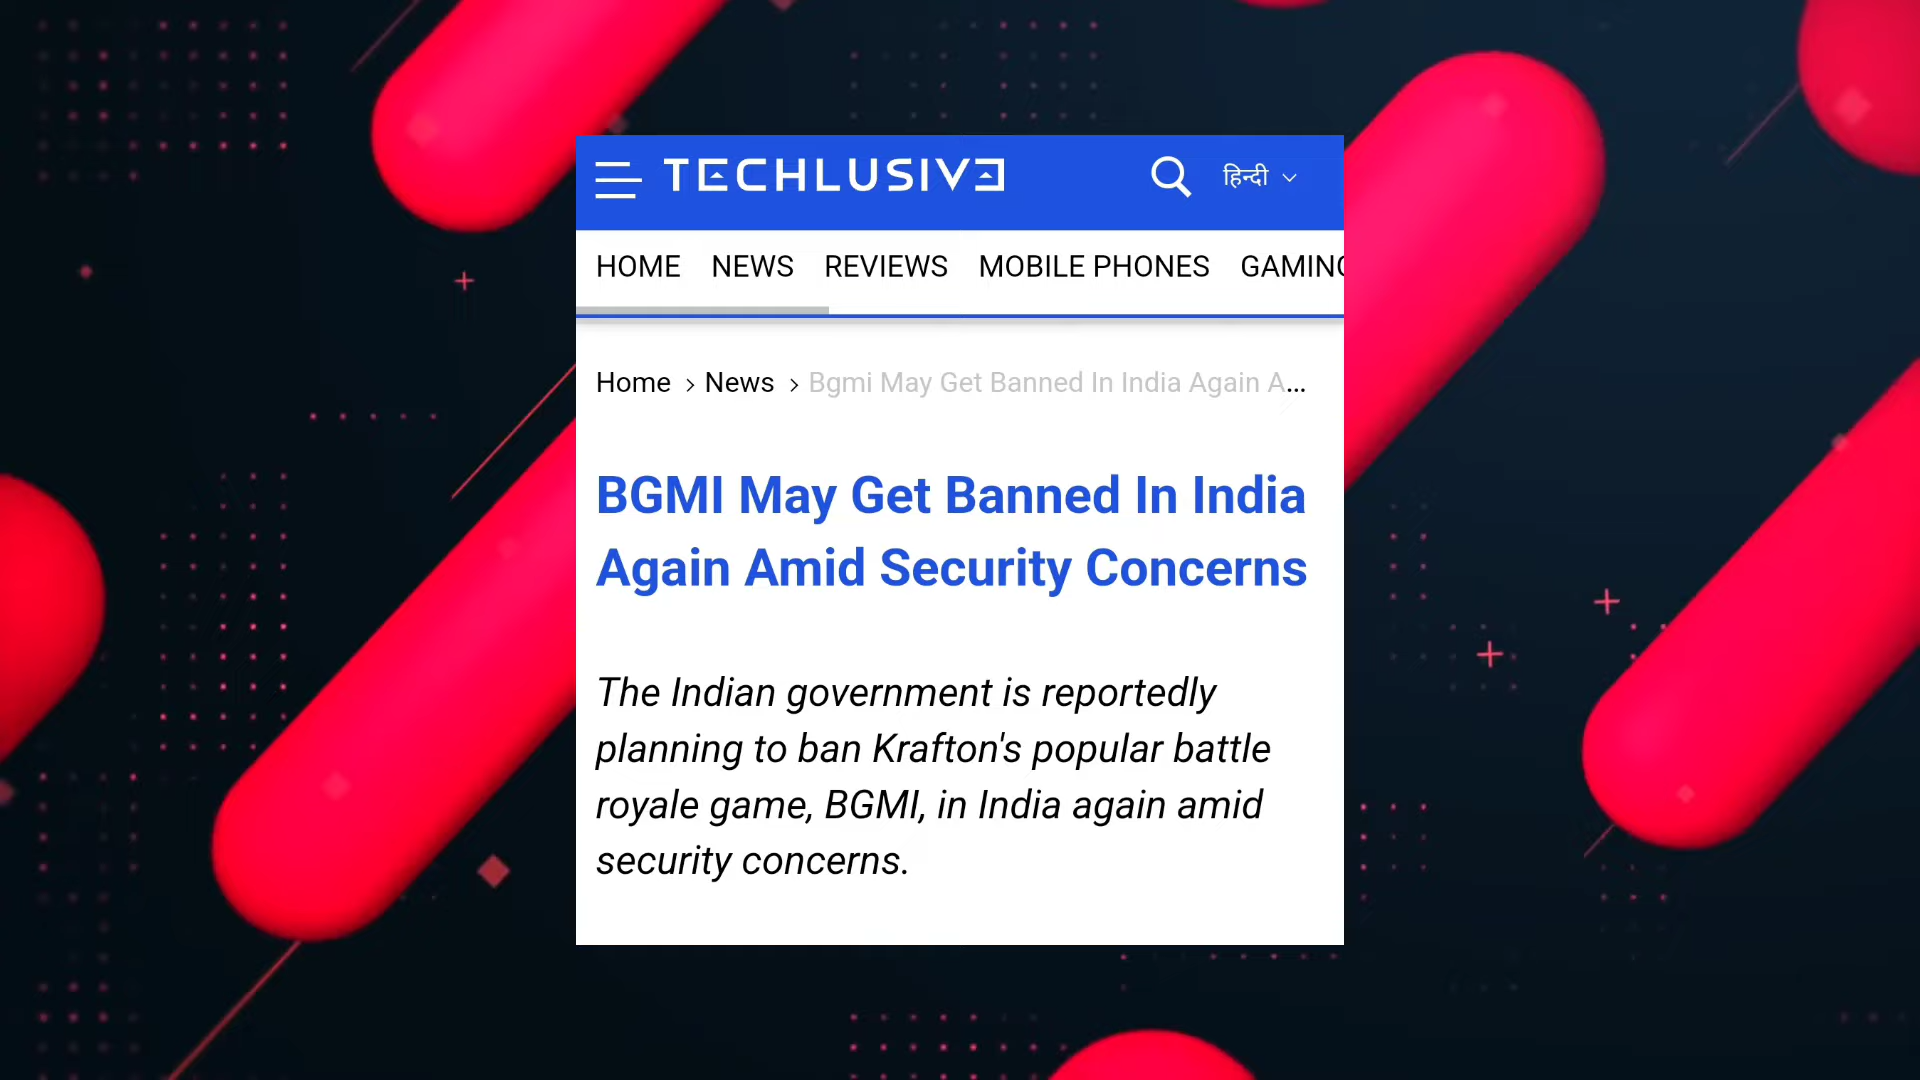 TECHLUSIVE हिन्दी
HOME NEWS REVIEWS MOBILE PHONES GAMING
Home > News > Bgmi May Get Banned In India Again A...
BGMI May Get Banned In India
Again Amid Security Concerns
The Indian government is reportedly
planning to ban Krafton's popular battle
royale game, BGMI, in India again amid
security concerns.